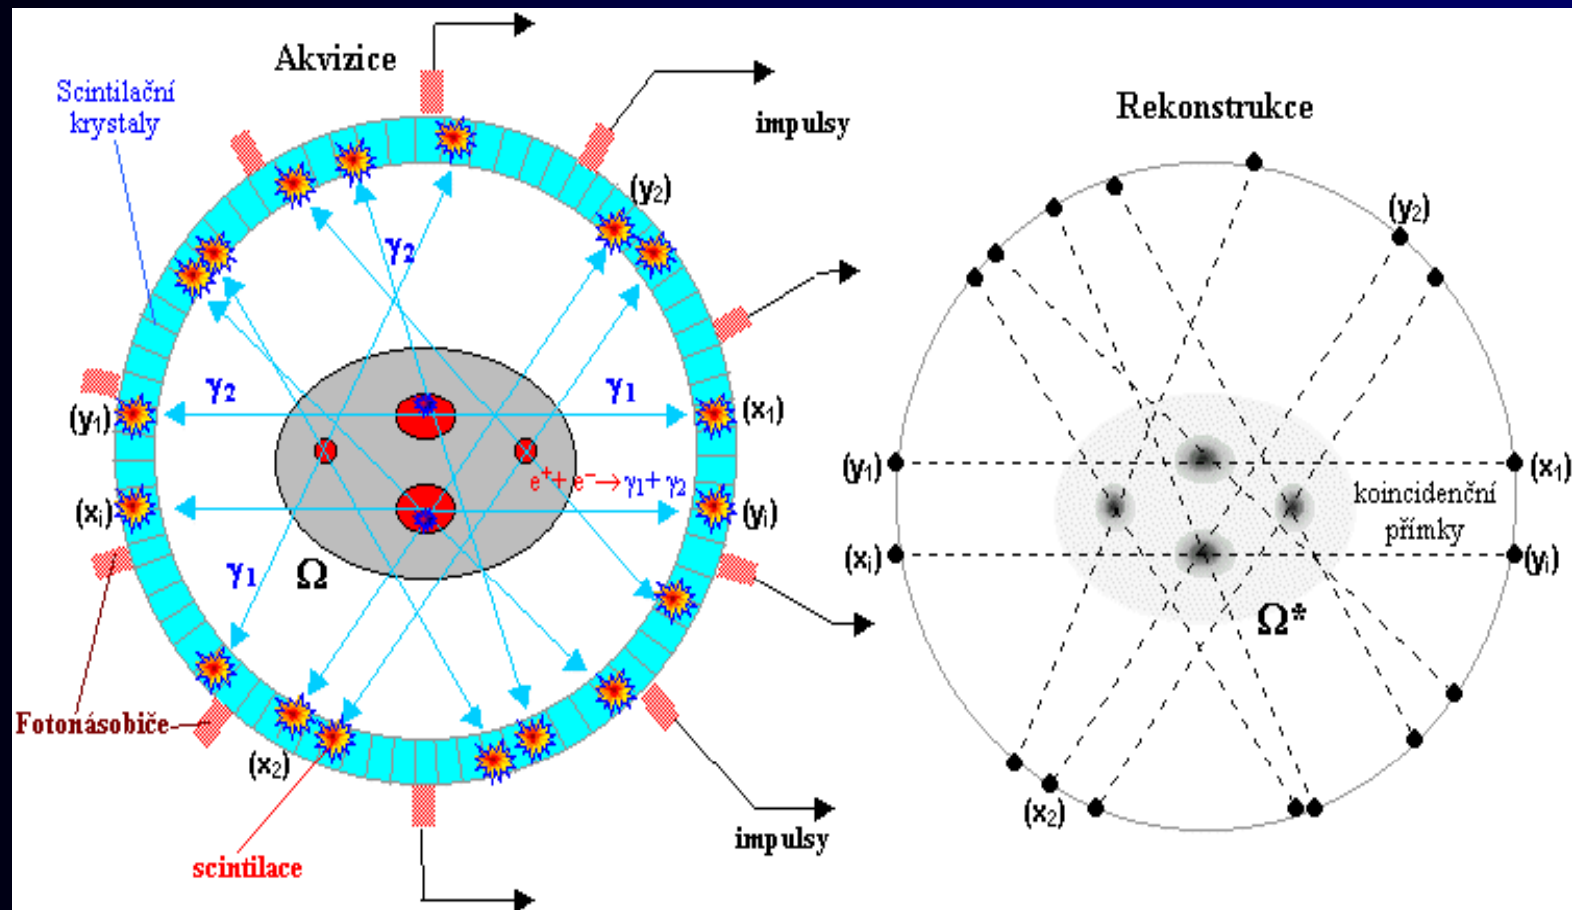 Akvizice
Scintilační
krystaly
impulsy
(y₂)
γ₂
(y₁)
γ₂
γ₁
(x₁)
e⁺+ e⁻→γ₁+γ₂
(xᵢ)
(yᵢ)
γ₁
Ω
Fotonásobiče
(x₂)
scintilace
impulsy
Rekonstrukce
(y₂)
(y₁)
(x₁)
koincidenční
přímky
(xᵢ)
(yᵢ)
Ω*
(x₂)